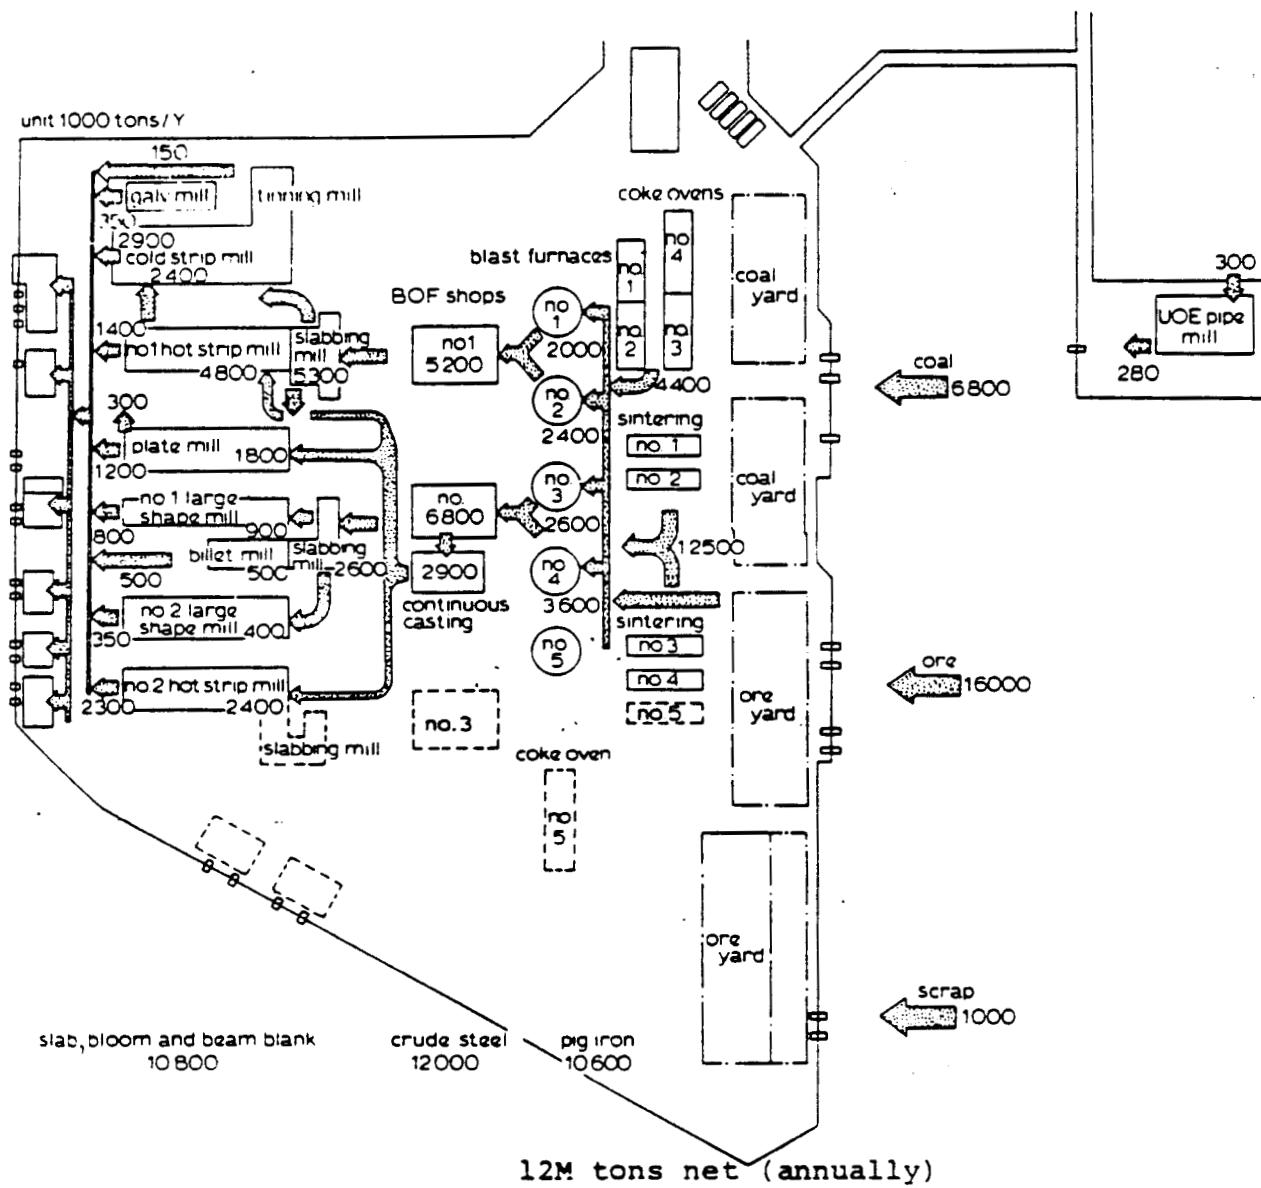 unit 1000 tons/Y
150
galv mill
tinning mill
350
2900
cold strip mill
2400
1400
no1 hot strip mill
4800
slabbing
mill
5300
300
plate mill
1800
1200
no 1 large
shape mill
900
800
billet mill
500
slabbing
mill
2600
500
no. 2 large
shape mill
400
350
no. 2 hot strip mill
2300
2400
slabbing mill
BOF shops
no1
5200
no.
6800
2900
continuous
casting
no.3
blast furnaces
no
1
2000
no
2
2400
no
3
2600
no
4
3600
no
5
coke ovens
no
1
no
2
no
4
no
3
4400
sintering
no. 1
no. 2
12500
sintering
no.3
no.4
no.5
coke oven
no
5
coal
yard
coal
yard
ore
yard
ore
yard
coal
6800
ore
16000
scrap
1000
300
UOE pipe
mill
280
slab, bloom and beam blank
10800
crude steel
12000
pig iron
10600
12M tons net (annually)